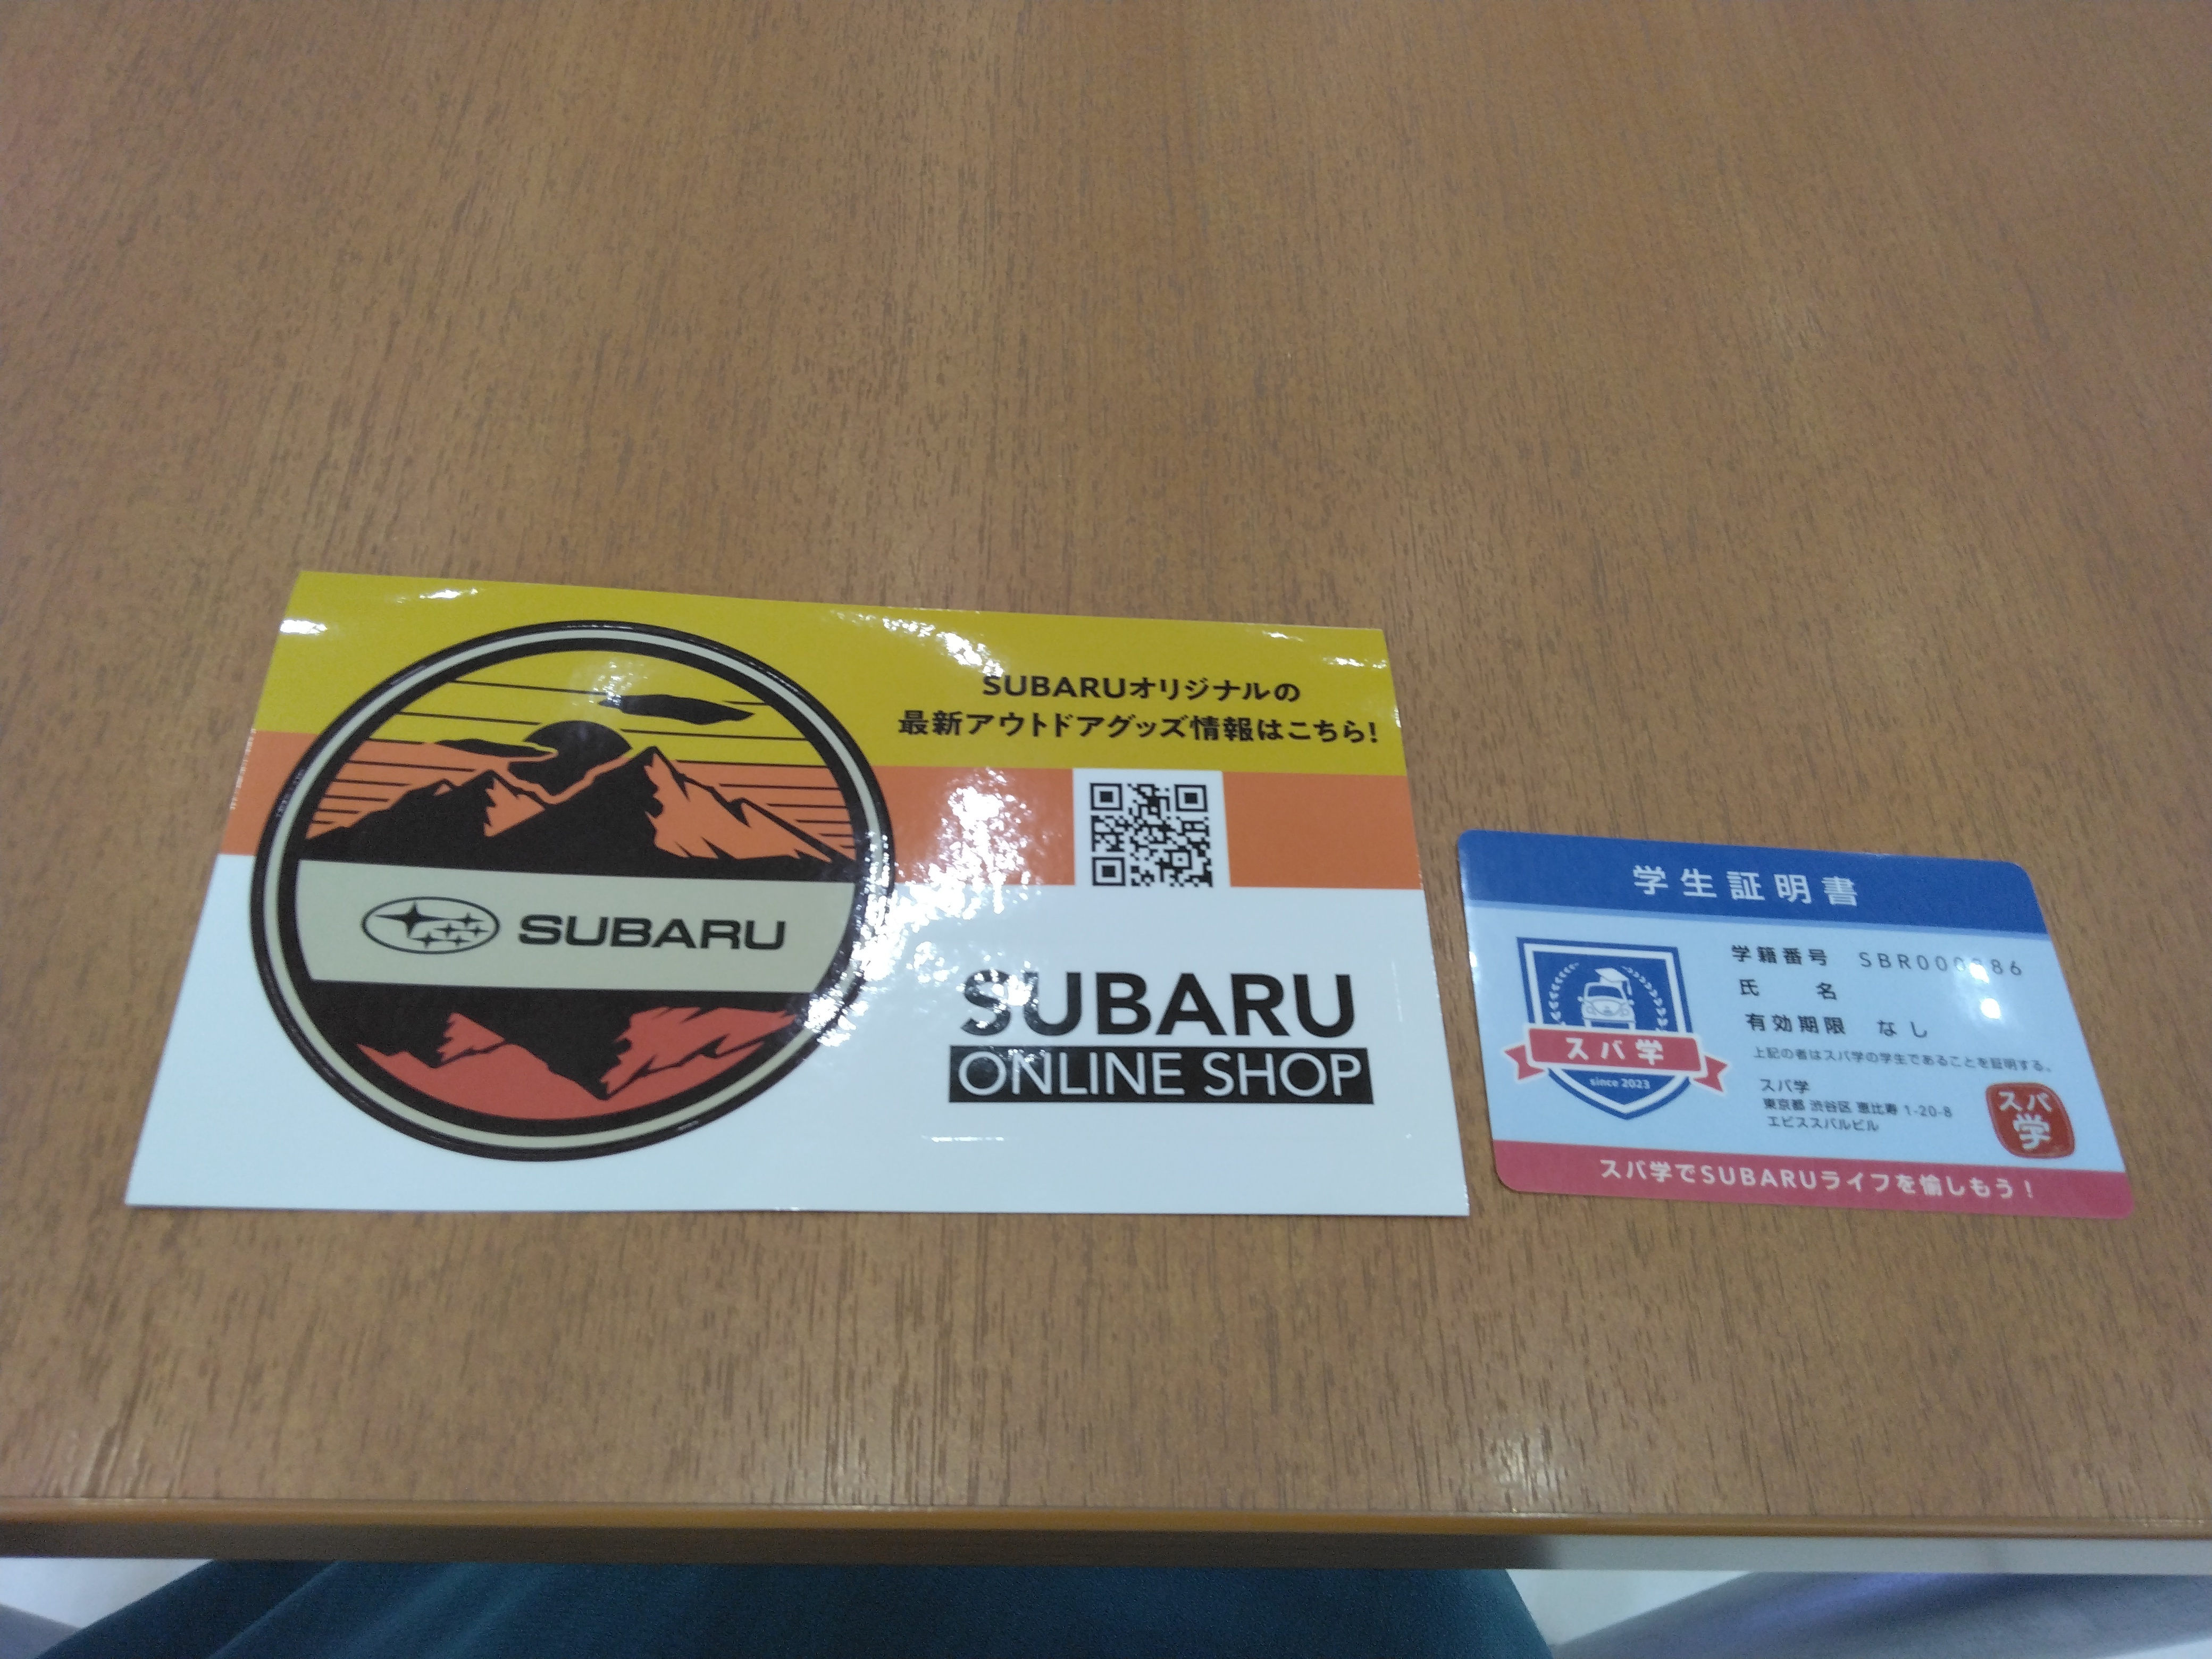 SUBARUオリジナルの
最新アウトドアグッズ情報はこちら!
SUBARU
SUBARU
ONLINE SHOP
学生証明書
学籍番号
氏 名
有効期限 なし
上記の者はスバ学の学生であることを証明する。
スバ学
東京都 渋谷区 恵比寿 1-20-8
エビススバルビル
スバ学
since 2023
スバ学
スバ学でSUBARUライフを愉しもう!